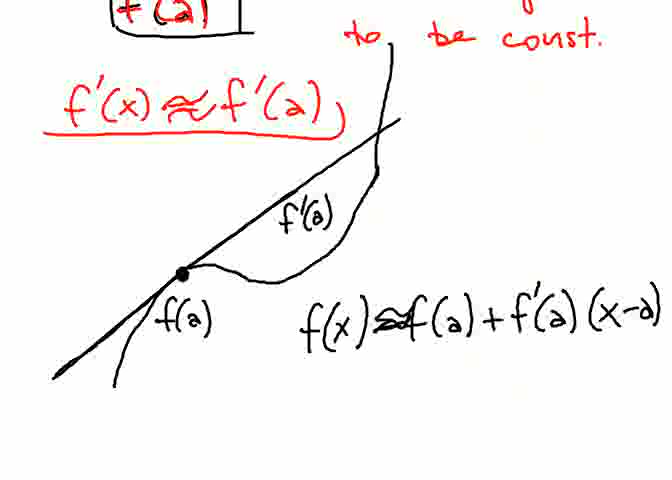 f(a)
to be const.
f'(x) ≈ f'(a)
f'(a)
f(a)
f(x) ≈ f(a) + f'(a) (x-a)